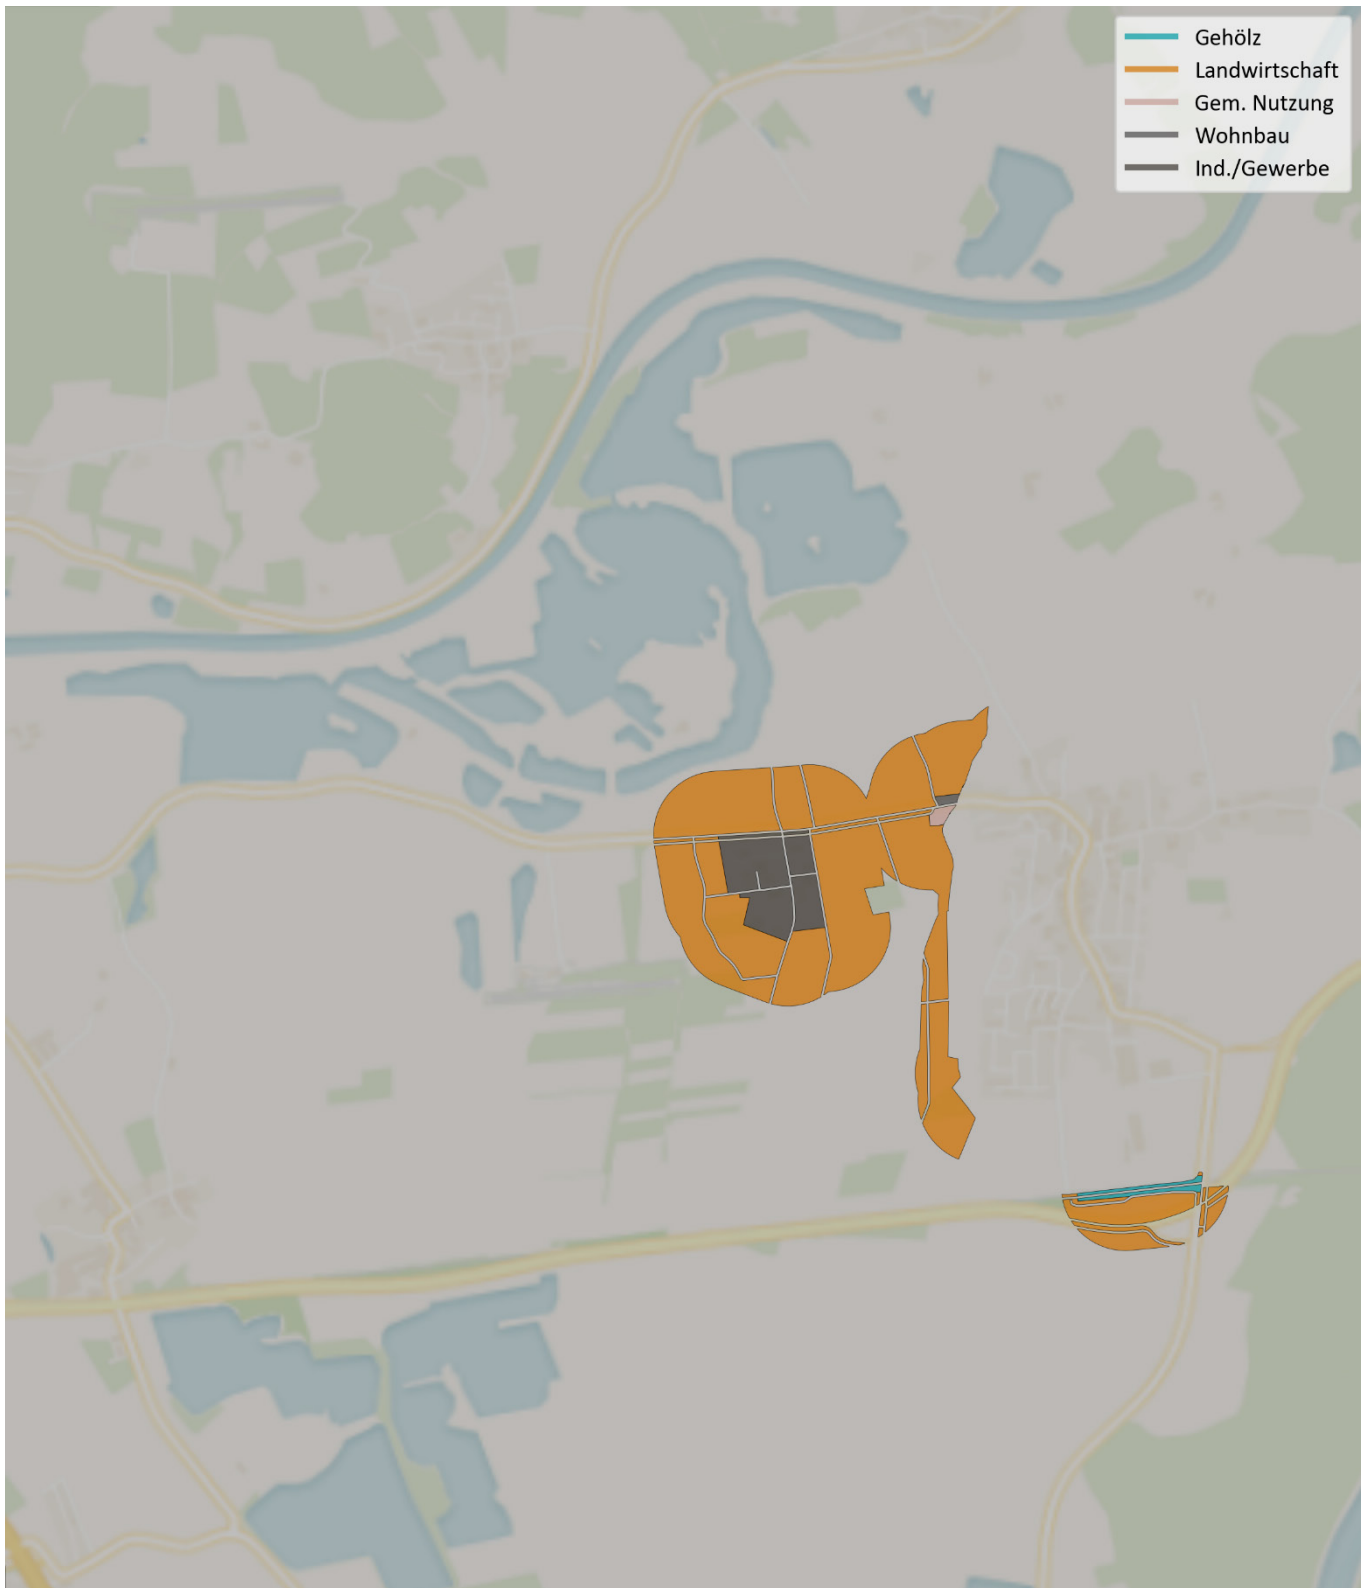 Gehölz
Landwirtschaft
Gem. Nutzung
Wohnbau
Ind./Gewerbe